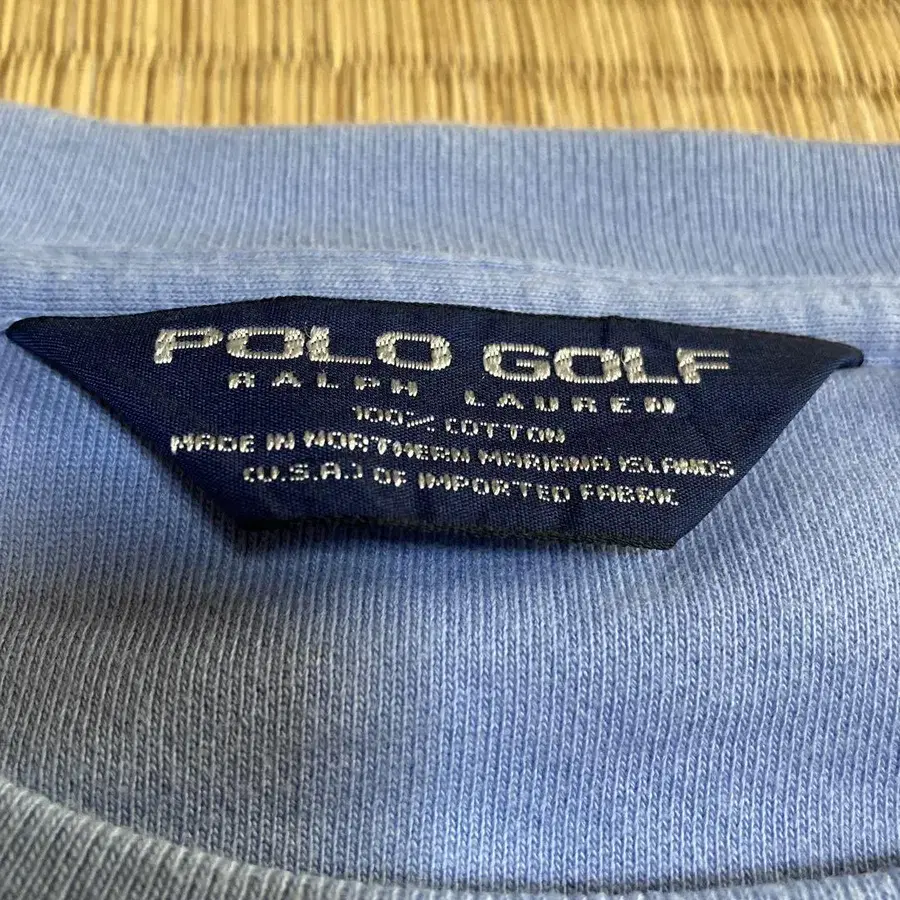 POLO GOLF
RALPH LAUREN
100% COTTON
MADE IN NORTHERN MARIANA ISLANDS
(U.S.A.) OF IMPORTED FABRIC